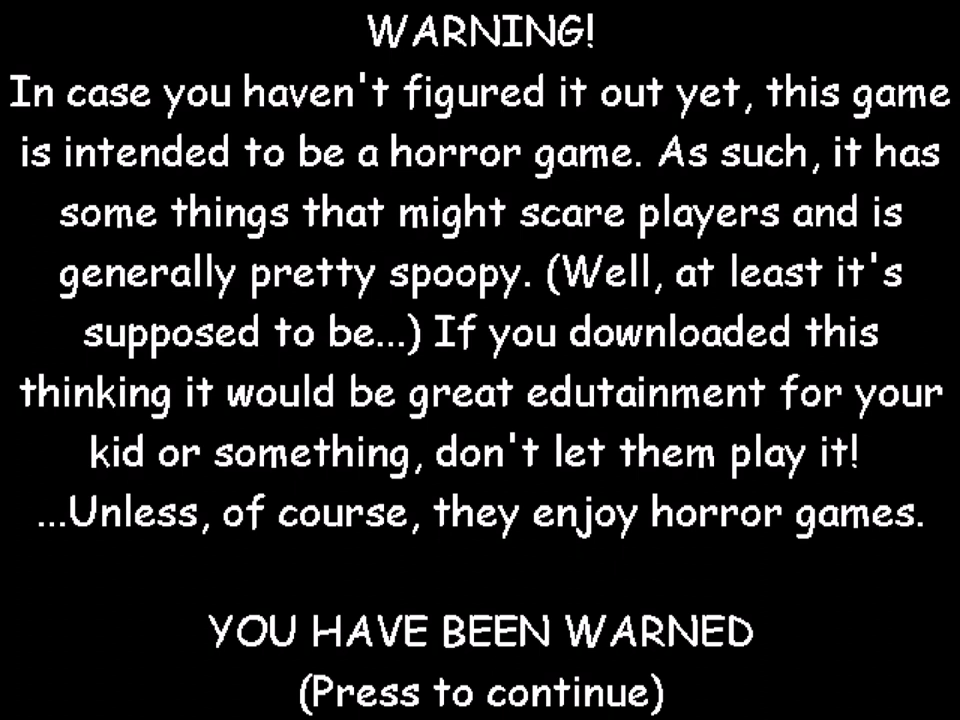 WARNING!
In case you haven't figured it out yet, this game
is intended to be a horror game. As such, it has
some things that might scare players and is
generally pretty spoopy. (Well, at least it's
supposed to be...) If you downloaded this
thinking it would be great edutainment for your
kid or something, don't let them play it!
...Unless, of course, they enjoy horror games.
YOU HAVE BEEN WARNED
(Press to continue)